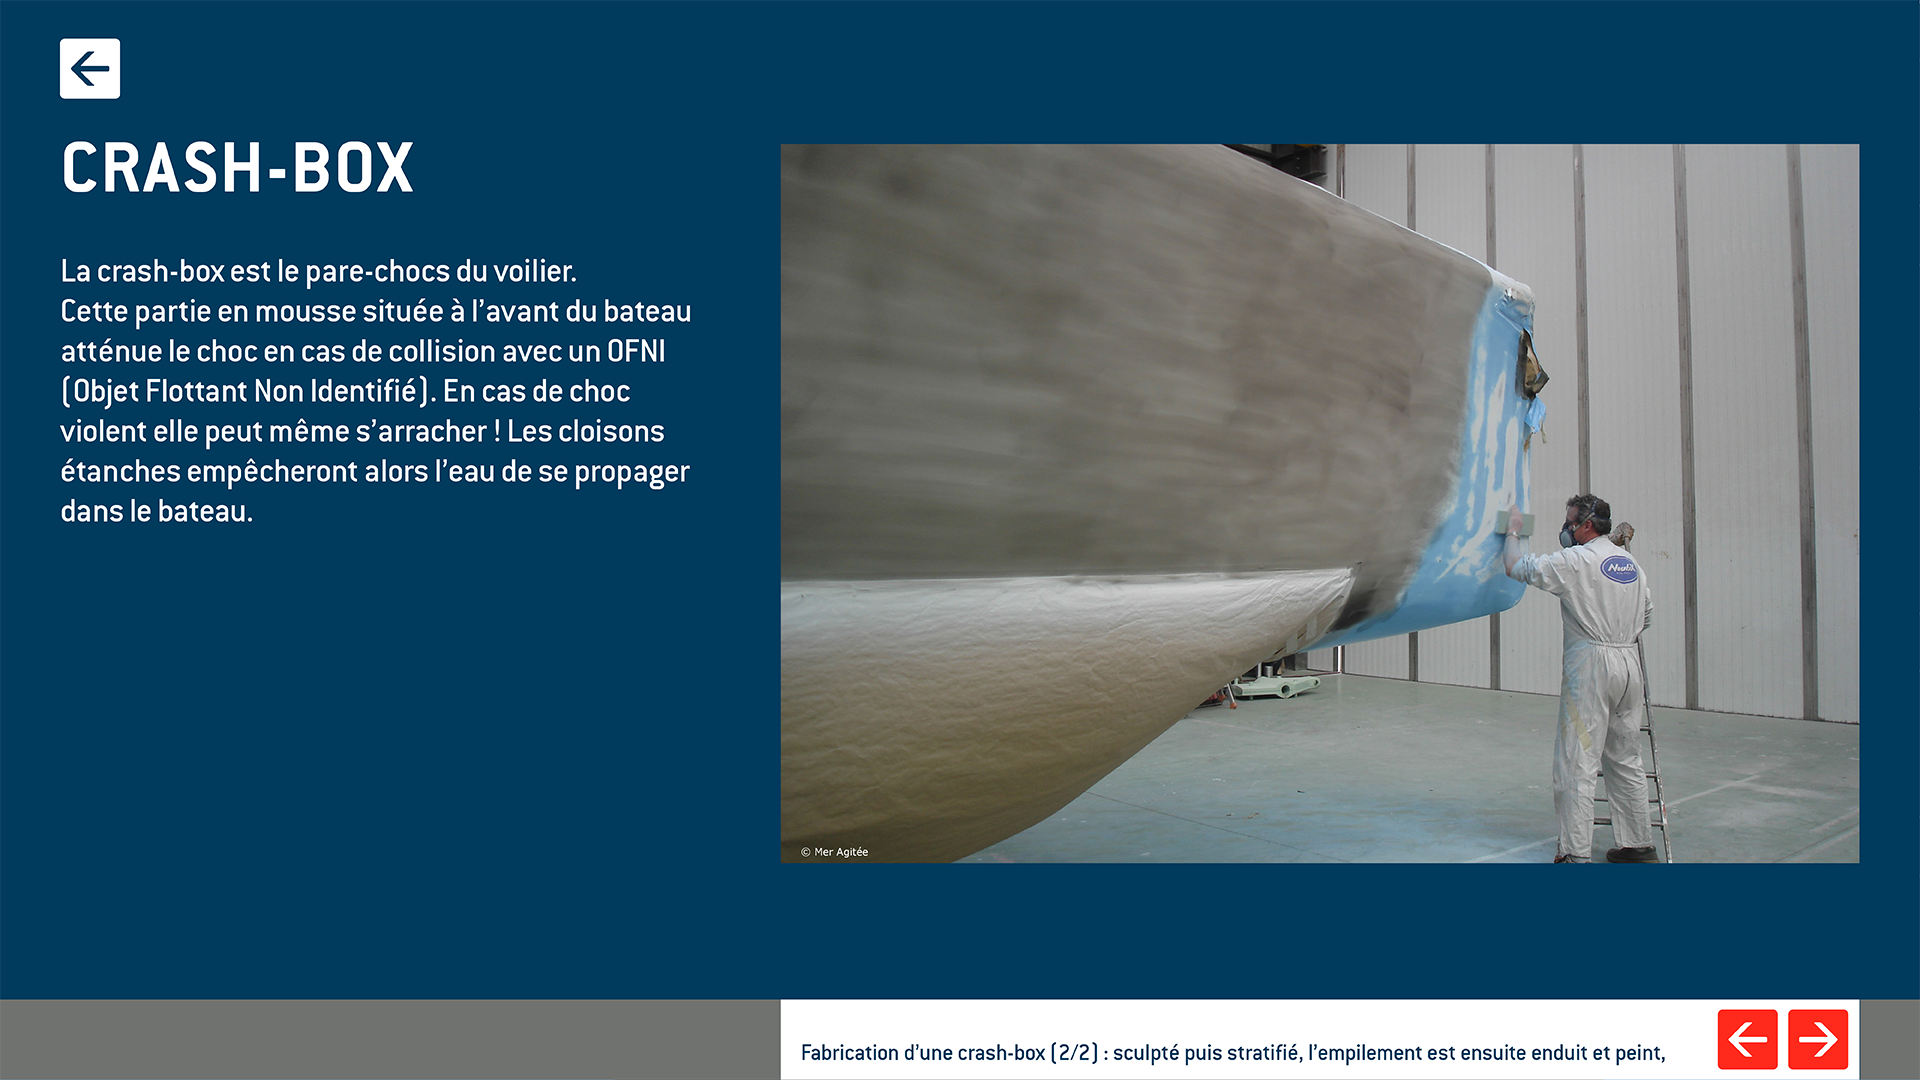 CRASH-BOX
La crash-box est le pare-chocs du voilier.
Cette partie en mousse située à l’avant du bateau
atténue le choc en cas de collision avec un OFNI
(Objet Flottant Non Identifié). En cas de choc
violent elle peut même s’arracher ! Les cloisons
étanches empêcheront alors l’eau de se propager
dans le bateau.
© Mer Agitée
Fabrication d’une crash-box (2/2) : sculpté puis stratifié, l’empilement est ensuite enduit et peint,